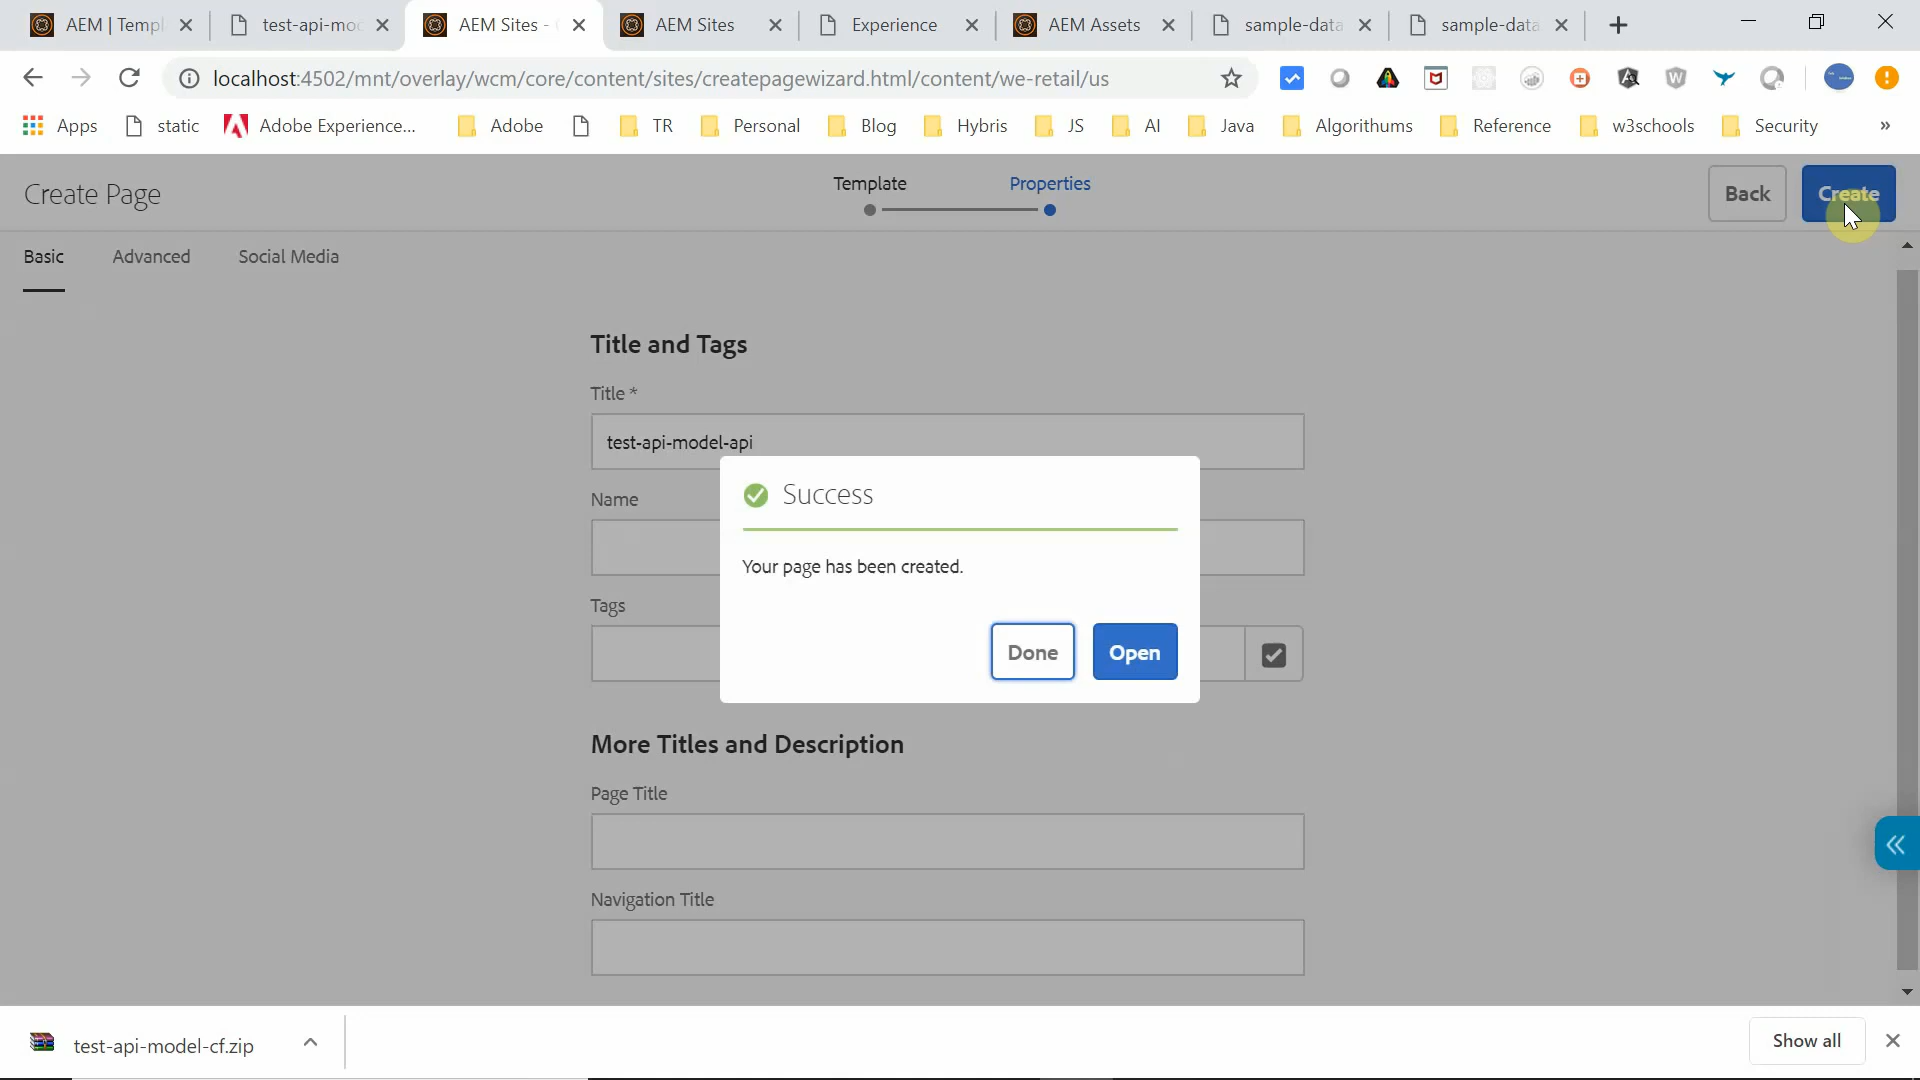 AEM | Templ
test-api-mod
AEM Sites -
AEM Sites
Experience
AEM Assets
sample-data
sample-data
localhost:4502/mnt/overlay/wcm/core/content/sites/createpagewizard.html/content/we-retail/us
Apps
static
Adobe Experience...
Adobe
TR
Personal
Blog
Hybris
JS
AI
Java
Algorithums
Reference
w3schools
Security
»
Create Page
Template
Properties
Back
Create
Basic
Advanced
Social Media
Title and Tags
Title *
test-api-model-api
Name
Tags
Success
Your page has been created.
Done
Open
More Titles and Description
Page Title
Navigation Title
test-api-model-cf.zip
Show all